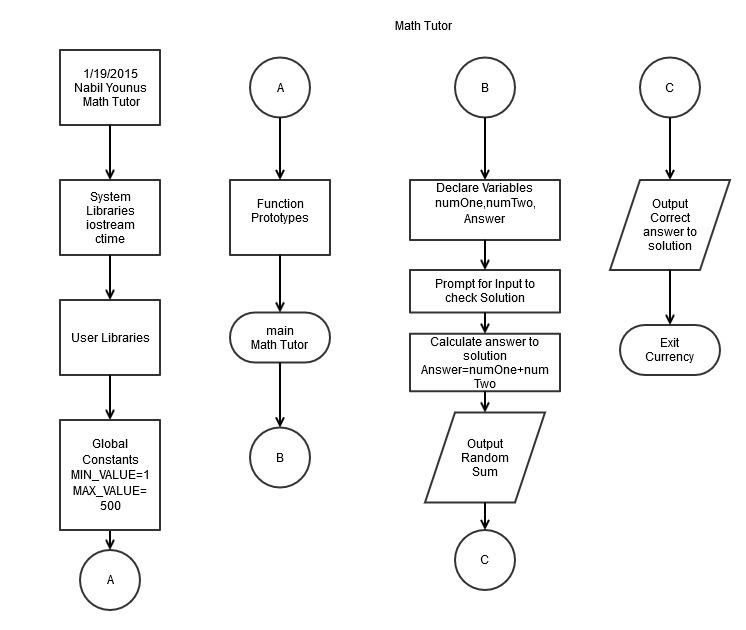 Math Tutor
1/19/2015
Nabil Younus
Math Tutor
System
Libraries
iostream
ctime
User Libraries
Global
Constants
MIN_VALUE=1
MAX_VALUE=
500
A
A
Function
Prototypes
main
Math Tutor
B
B
Declare Variables
numOne,numTwo,
Answer
Prompt for Input to
check Solution
Calculate answer to
solution
Answer=numOne+num
Two
Output
Random
Sum
C
C
Output
Correct
answer to
solution
Exit
Currency